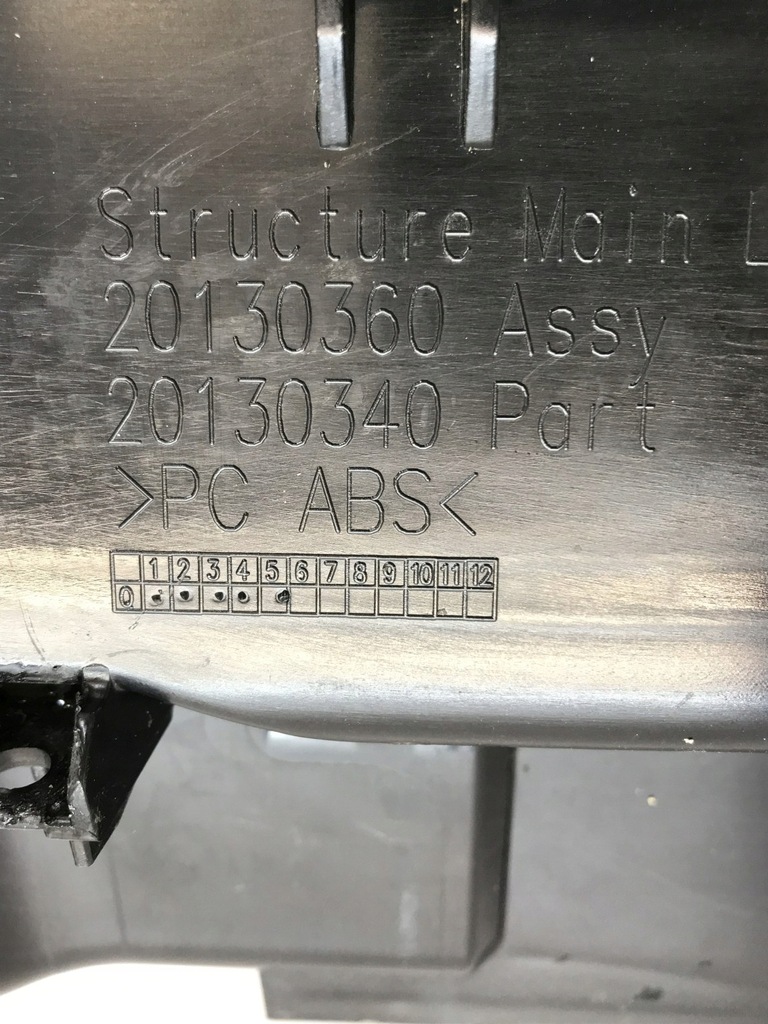 Structure Main L
20130360 Assy
20130340 Part
>PC ABS<
1 2 3 4 5 6 7 8 9 10 11 12
0